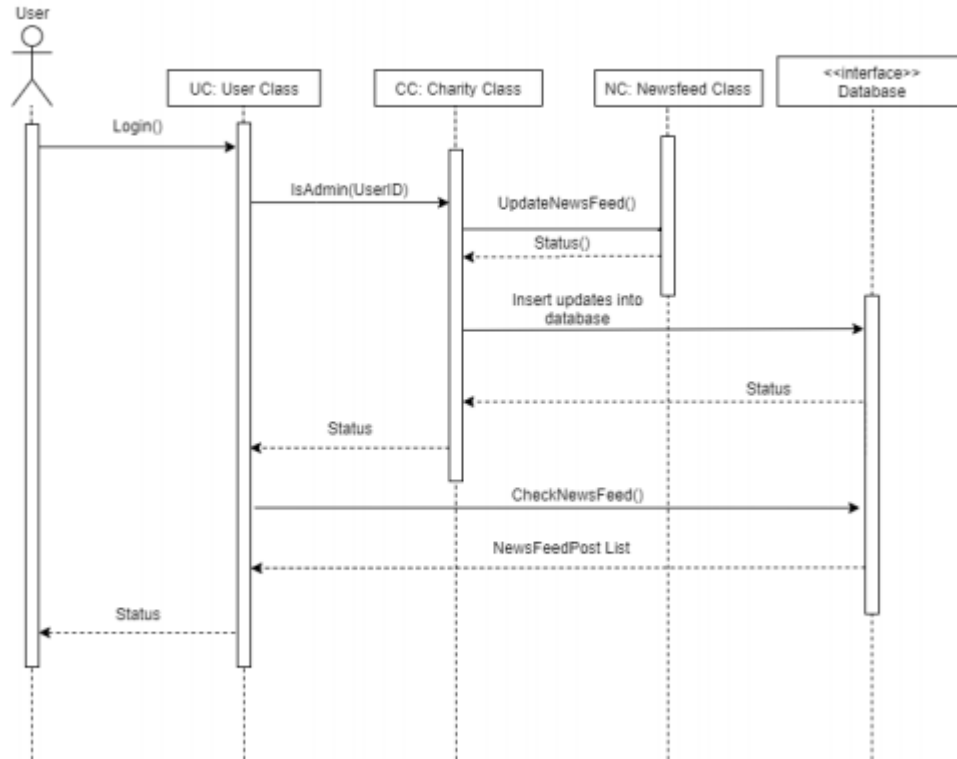 User
UC: User Class
CC: Charity Class
NC: Newsfeed Class
<<interface>>
Database
Login()
IsAdmin(UserID)
UpdateNewsFeed()
Status()
Insert updates into
database
Status
Status
CheckNewsFeed()
NewsFeedPost List
Status